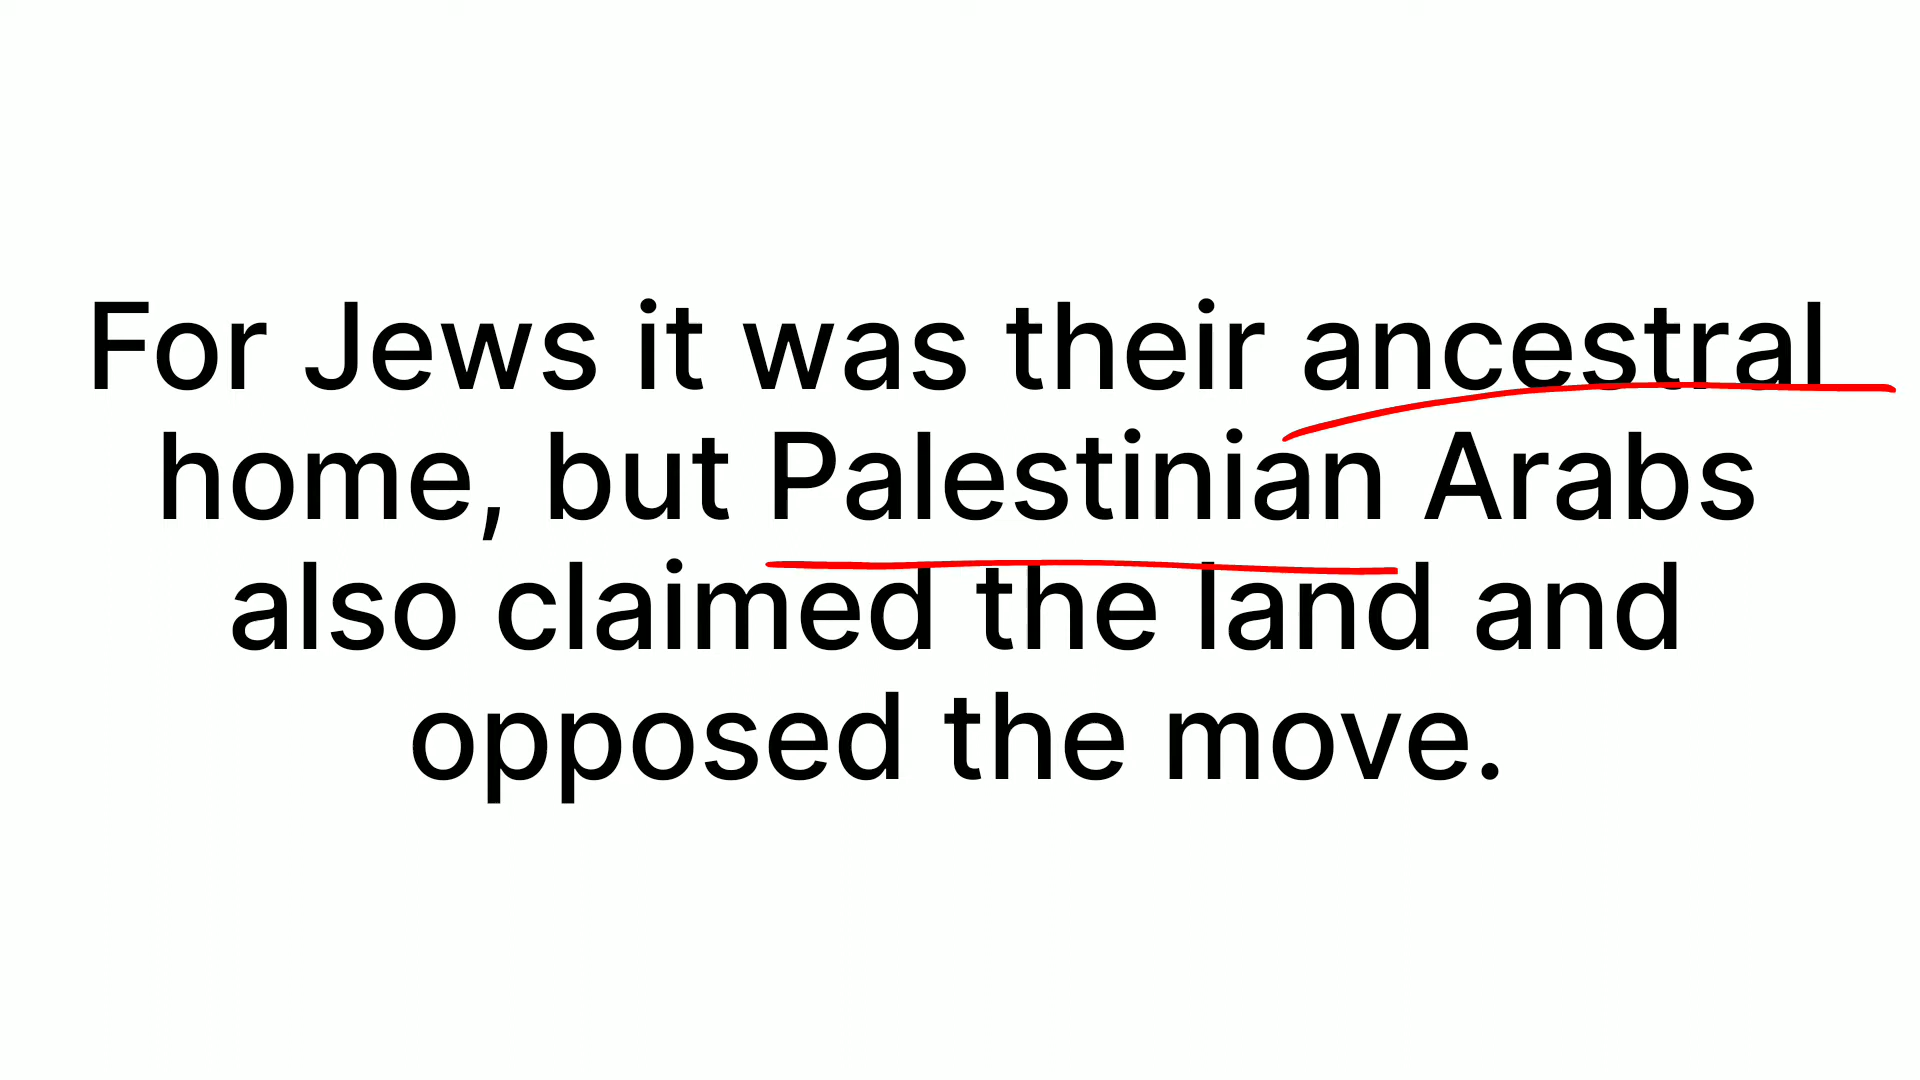 For Jews it was their ancestral
home, but Palestinian Arabs
also claimed the land and
opposed the move.